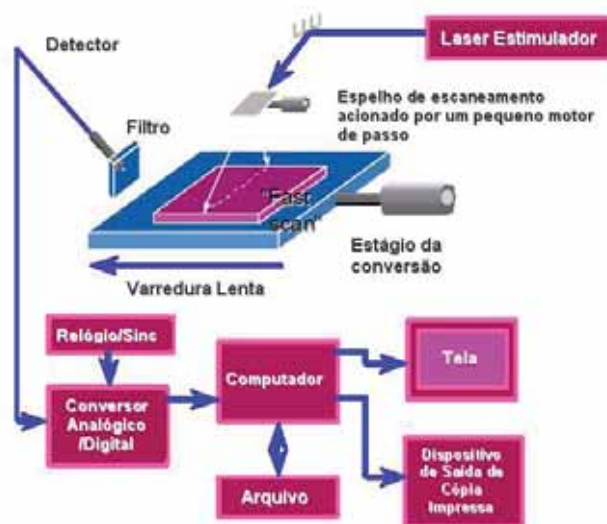 Detector
Laser Estimulador
Espelho de escaneamento
acionado por um pequeno motor
de passo
Filtro
"Fast
scan"
Estágio da
conversão
Varredura Lenta
Relógio/Sinc
Conversor
Analógico
/Digital
Computador
Tela
Arquivo
Dispositivo
de Saída de
Cópia
Impressa